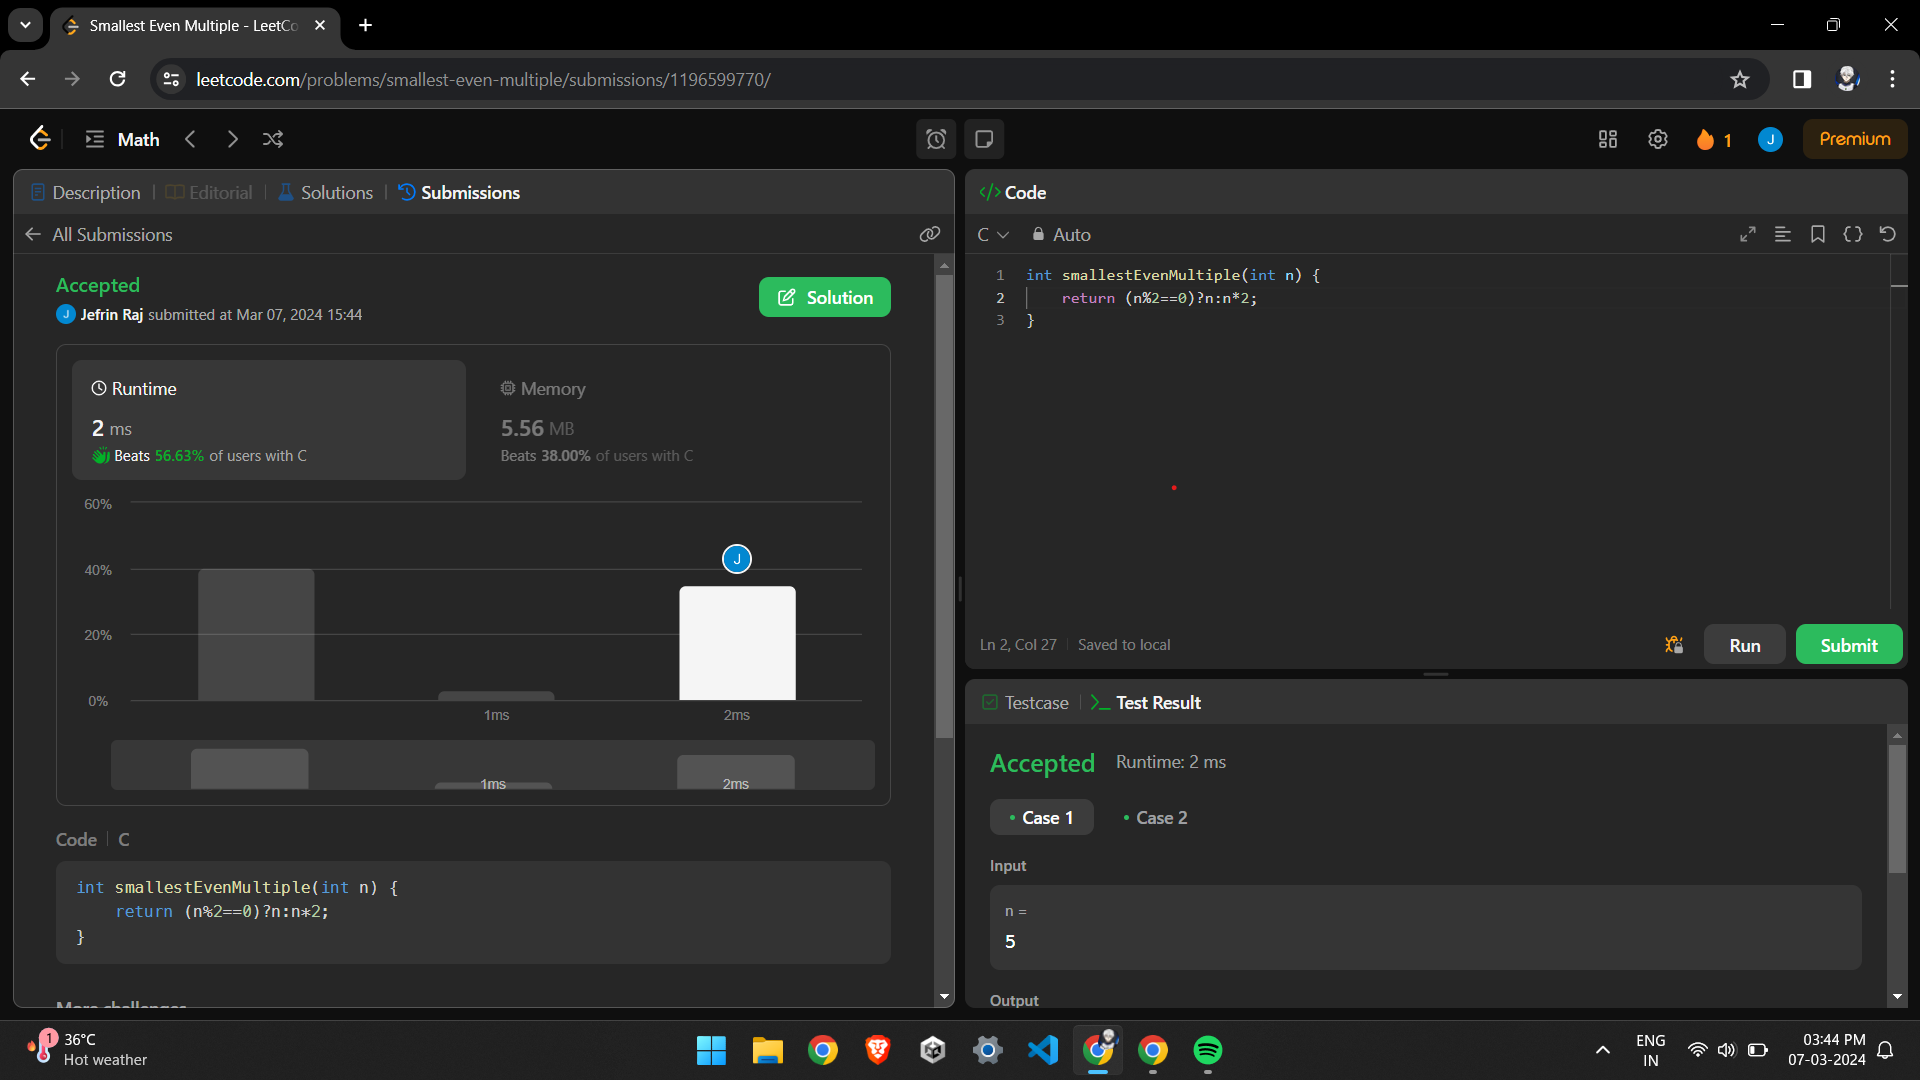 Smallest Even Multiple - LeetCo
leetcode.com/problems/smallest-even-multiple/submissions/1196599770/
Math
1
J
Premium
Description
Editorial
Solutions
Submissions
All Submissions
Accepted
J Jefrin Raj submitted at Mar 07, 2024 15:44
Solution
Runtime
2 ms
Beats 56.63% of users with C
Memory
5.56 MB
Beats 38.00% of users with C
60%
40%
20%
0%
J
1ms
2ms
1ms
2ms
Code
C
int smallestEvenMultiple(int n) {
return (n%2==0)?n:n*2;
}
More challenges
Code
C
Auto
1 int smallestEvenMultiple(int n) {
2 return (n%2==0)?n:n*2;
3 }
Ln 2, Col 27
Saved to local
Run
Submit
Testcase
Test Result
Accepted
Runtime: 2 ms
Case 1
Case 2
Input
n =
5
Output
1
36°C
Hot weather
ENG
IN
03:44 PM
07-03-2024